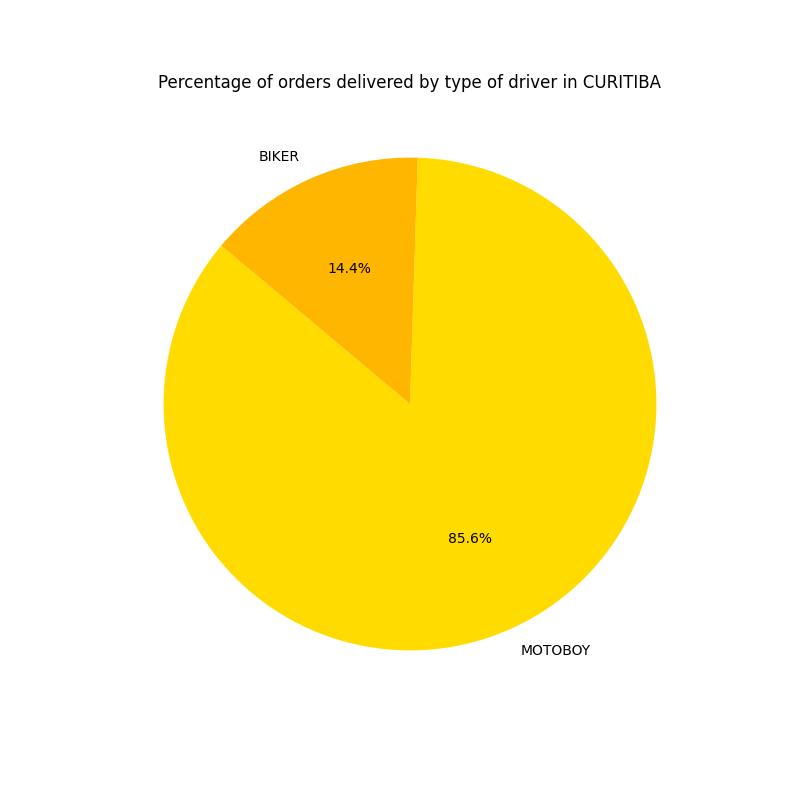 Percentage of orders delivered by type of driver in CURITIBA
BIKER
14.4%
85.6%
MOTOBOY